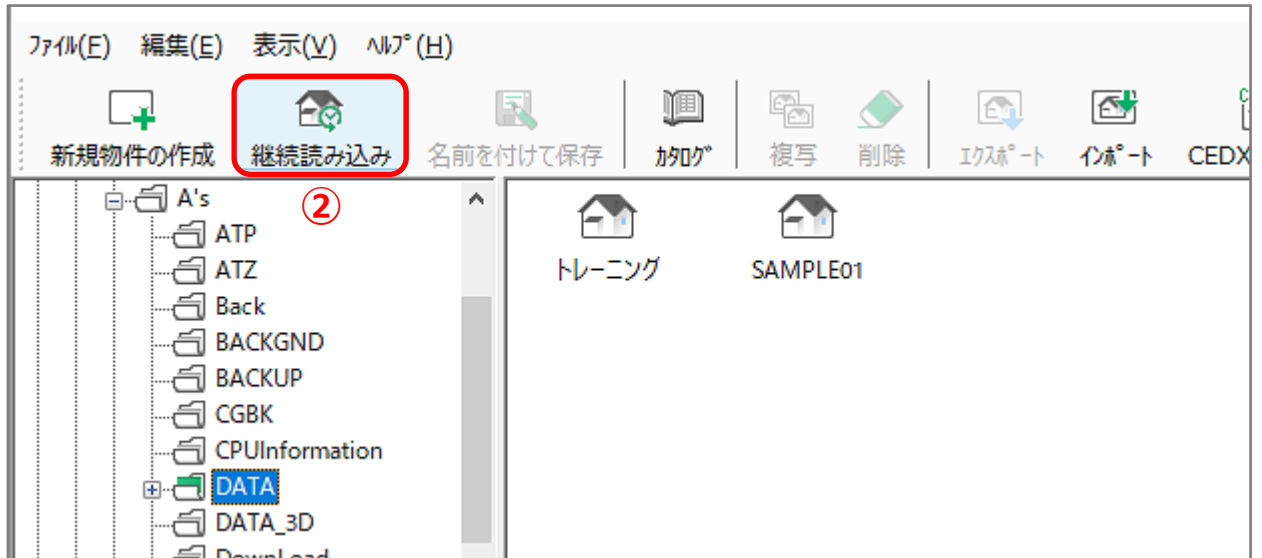 ﾌｧｲﾙ(F) 編集(E) 表示(V) ﾍﾙﾌﾟ(H)
新規物件の作成 継続読み込み 名前を付けて保存 ｶﾀﾛｸﾞ 複写 削除 ｴｸｽﾎﾟｰﾄ ｲﾝﾎﾟｰﾄ CEDX
②
A's
ATP
ATZ
Back
BACKGND
BACKUP
CGBK
CPUInformation
DATA
DATA_3D
DownLoad
トレーニング SAMPLE01